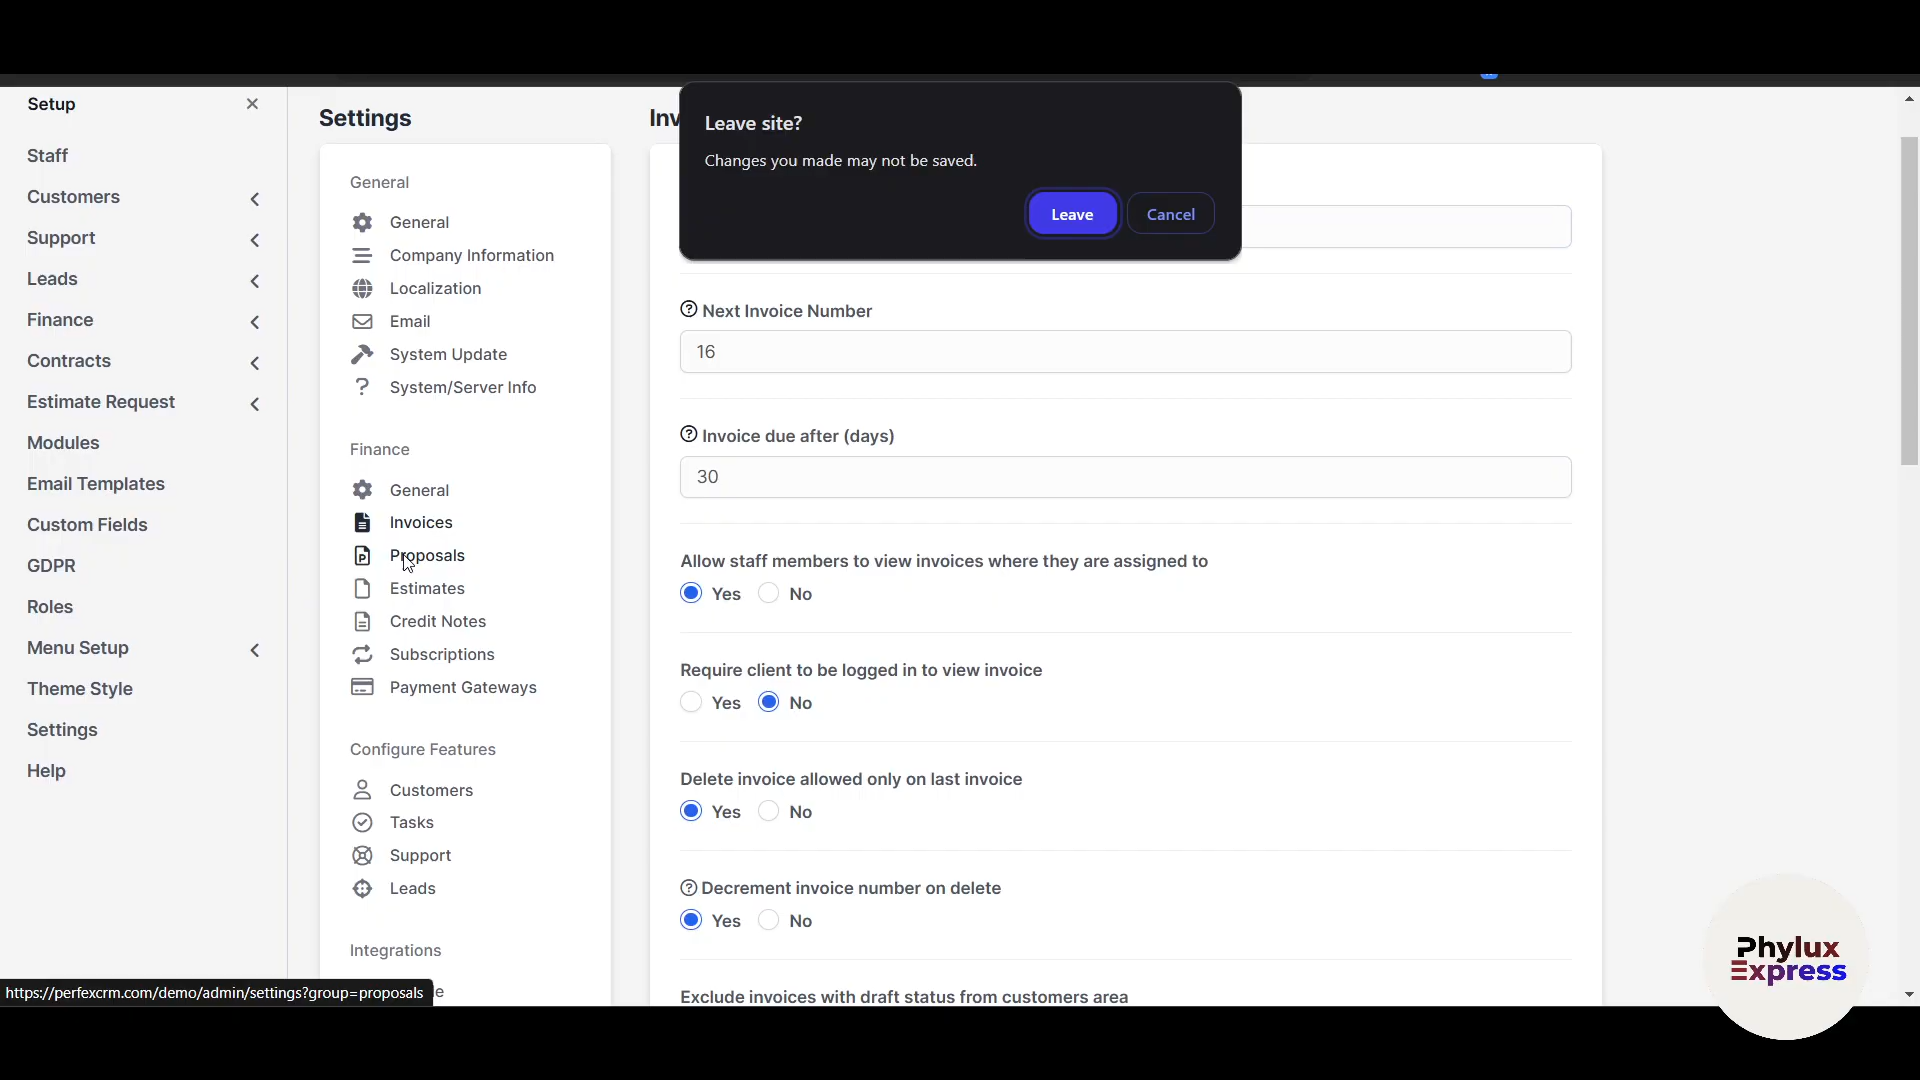 Setup
Staff
Customers
Support
Leads
Finance
Contracts
Estimate Request
Modules
Email Templates
Custom Fields
GDPR
Roles
Menu Setup
Theme Style
Settings
Help
Settings
General
General
Company Information
Localization
Email
System Update
System/Server Info
Finance
General
Invoices
Proposals
Estimates
Credit Notes
Subscriptions
Payment Gateways
Configure Features
Customers
Tasks
Support
Leads
Integrations
Leave site?
Changes you made may not be saved.
Leave
Cancel
Next Invoice Number
16
Invoice due after (days)
30
Allow staff members to view invoices where they are assigned to
Yes No
Require client to be logged in to view invoice
Yes No
Delete invoice allowed only on last invoice
Yes No
Decrement invoice number on delete
Yes No
Exclude invoices with draft status from customers area
https://perfexcrm.com/demo/admin/settings?group=proposals
Phylux
Express